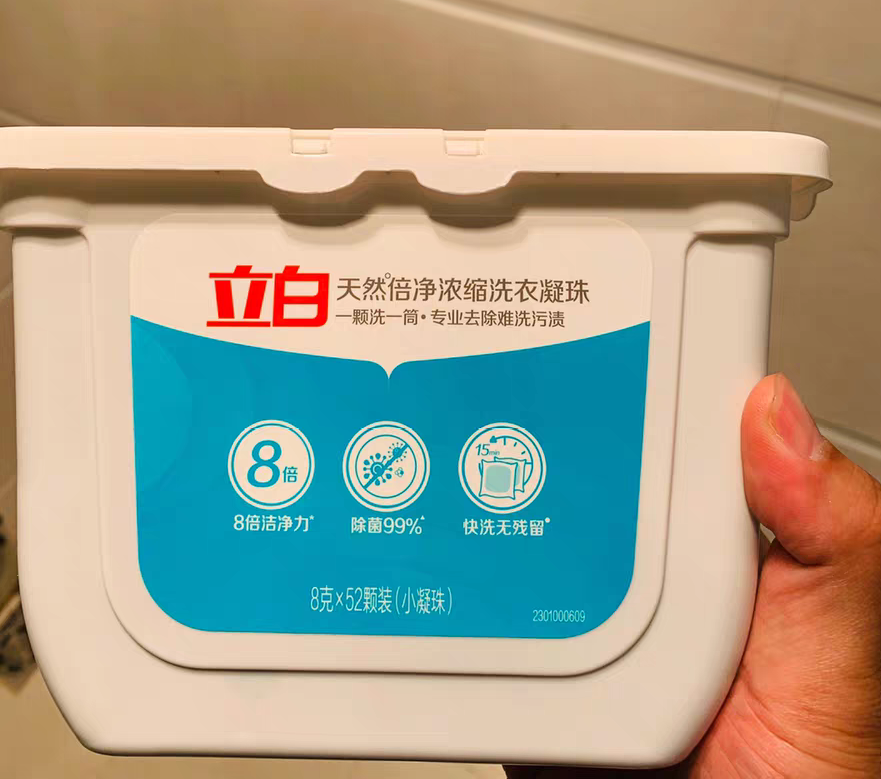 立白 天然°倍净浓缩洗衣凝珠
一颗洗一筒•专业去除难洗污渍
8倍
15min
8倍洁净力*
除菌99%▲
快洗无残留●
8克×52颗装(小凝珠)
2301000609